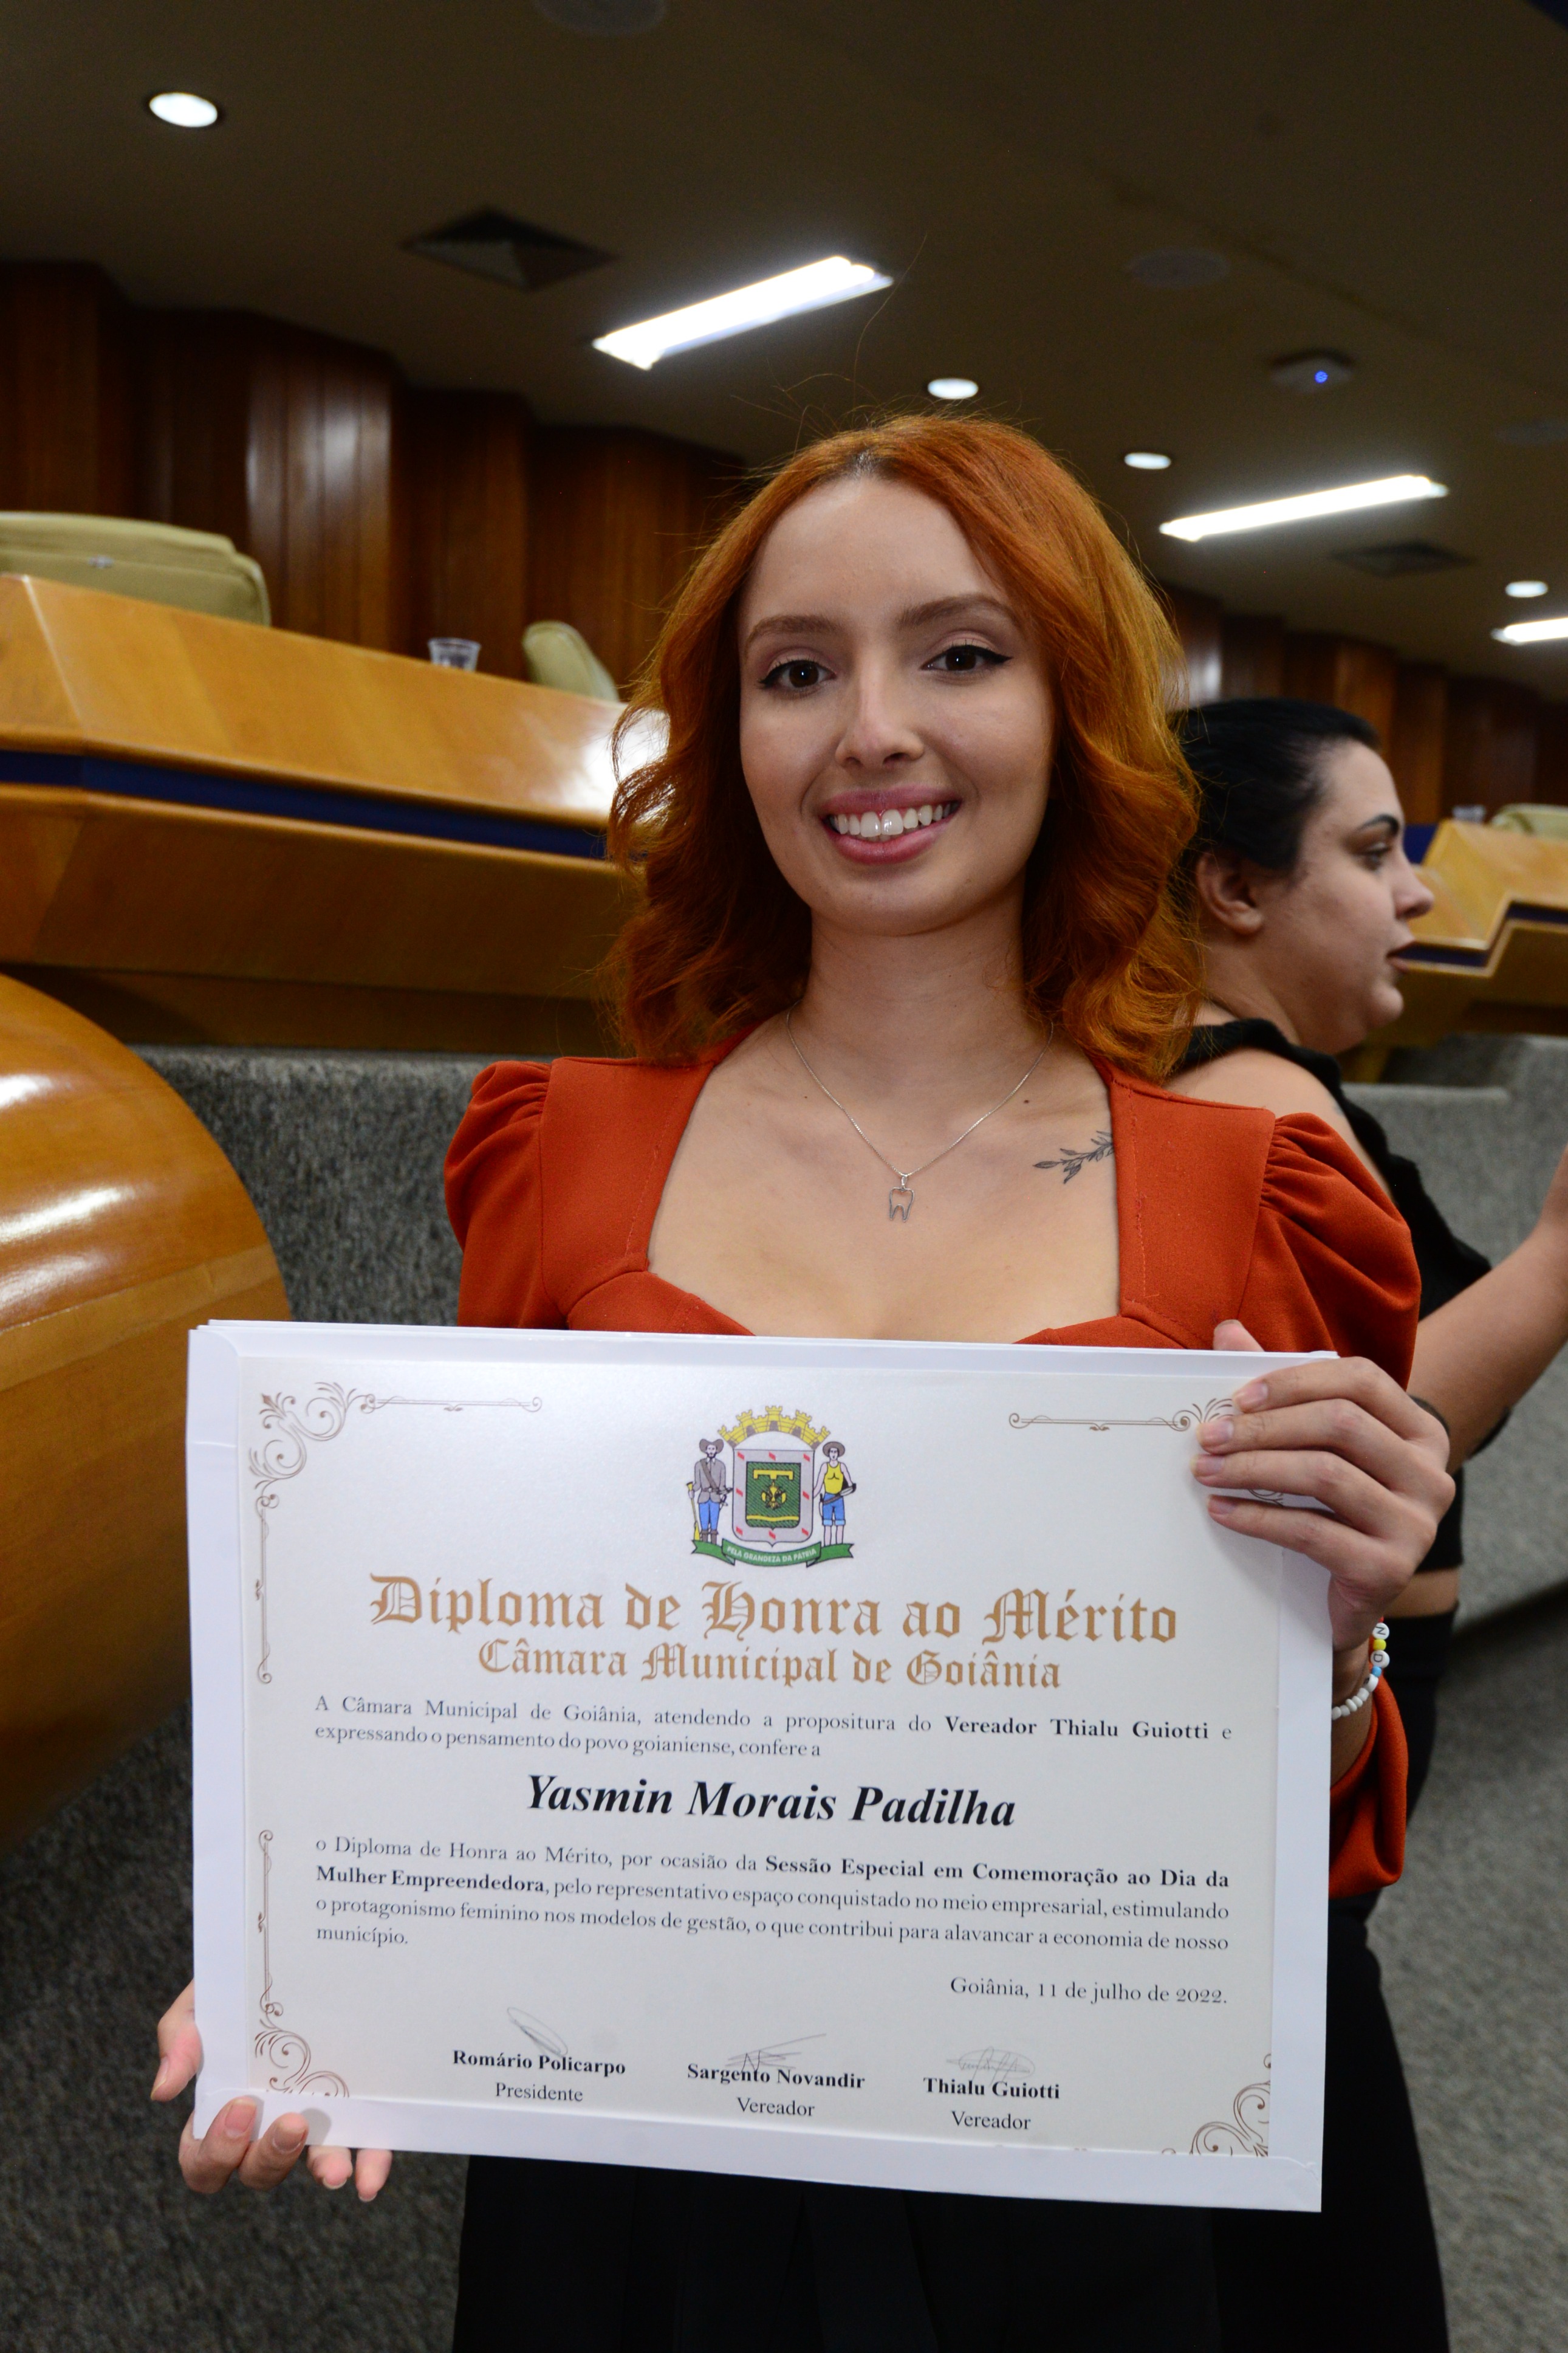 PELA GRANDEZA DA PÁTRIA
Diploma de Honra ao Mérito
Câmara Municipal de Goiânia
A Câmara Municipal de Goiânia, atendendo a propositura do Vereador Thialu Guiotti e
expressando o pensamento do povo goianiense, confere a
Yasmin Morais Padilha
o Diploma de Honra ao Mérito, por ocasião da Sessão Especial em Comemoração ao Dia da
Mulher Empreendedora, pelo representativo espaço conquistado no meio empresarial, estimulando
o protagonismo feminino nos modelos de gestão, o que contribui para alavancar a economia de nosso
município.
Goiânia, 11 de julho de 2022.
Romário Policarpo
Presidente
Sargento Novandir
Vereador
Thialu Guiotti
Vereador